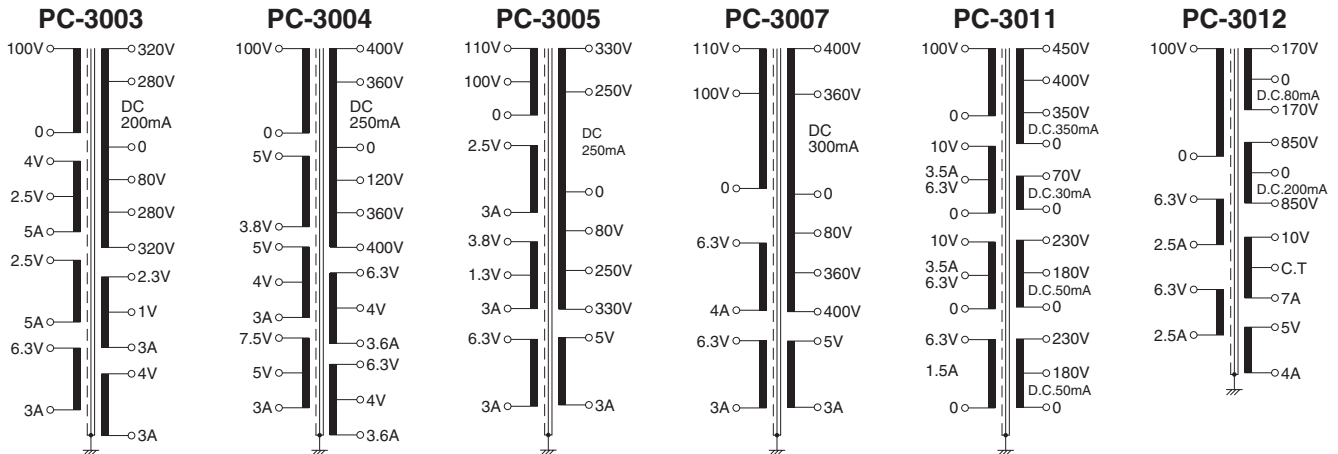 PC-3003
100V
0
4V
2.5V
5A
2.5V
5A
6.3V
3A
320V
280V
DC
200mA
0
80V
280V
320V
2.3V
1V
3A
4V
3A
PC-3004
100V
0
5V
3.8V
5V
4V
3A
7.5V
5V
3A
400V
360V
DC
250mA
0
120V
360V
400V
6.3V
4V
3.6A
6.3V
4V
3.6A
PC-3005
110V
100V
0
2.5V
3A
3.8V
1.3V
3A
6.3V
3A
330V
250V
DC
250mA
0
80V
250V
330V
5V
3A
PC-3007
110V
100V
0
6.3V
4A
6.3V
3A
400V
360V
DC
300mA
0
80V
360V
400V
5V
3A
PC-3011
100V
0
10V
3.5A
6.3V
0
10V
3.5A
6.3V
0
6.3V
1.5A
0
450V
400V
350V
D.C.350mA
0
70V
D.C.30mA
0
230V
180V
D.C.50mA
0
230V
180V
D.C.50mA
0
PC-3012
100V
0
6.3V
2.5A
6.3V
2.5A
170V
0
D.C.80mA
170V
850V
0
D.C.200mA
850V
10V
C.T
7A
5V
4A